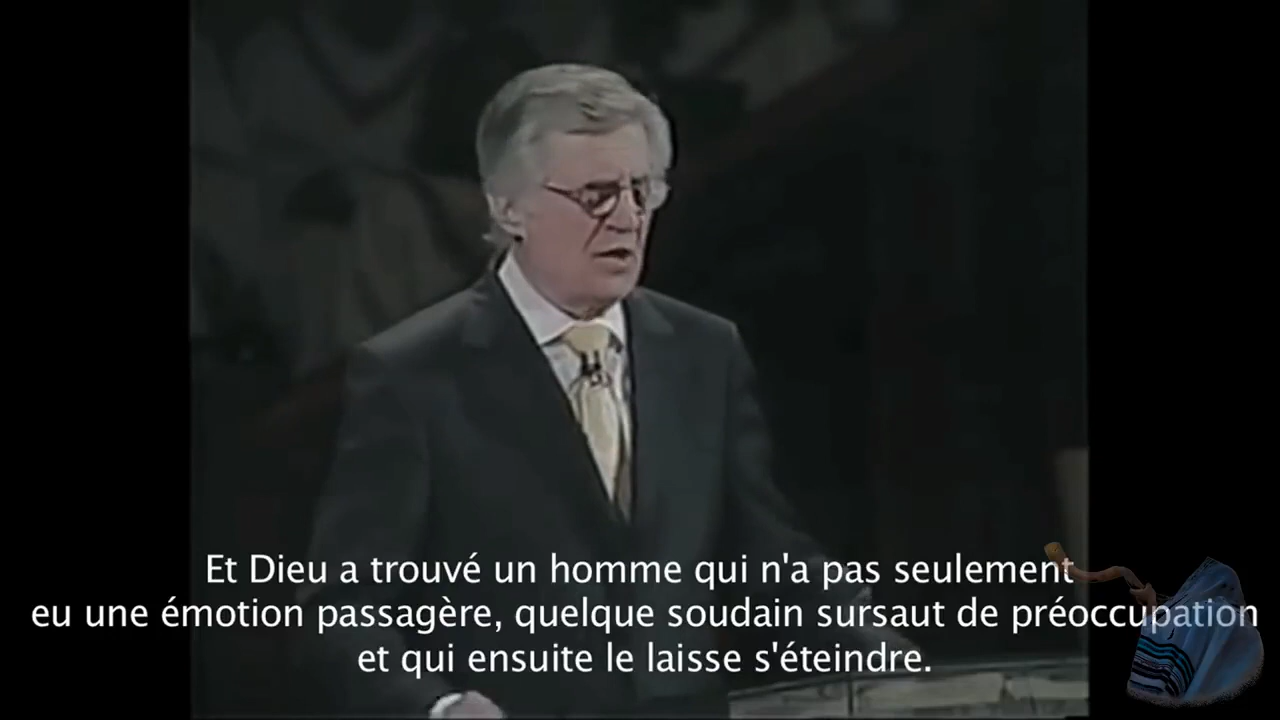 Et Dieu a trouvé un homme qui n'a pas seulement
eu une émotion passagère, quelque soudain sursaut de préoccupation
et qui ensuite le laisse s'éteindre.